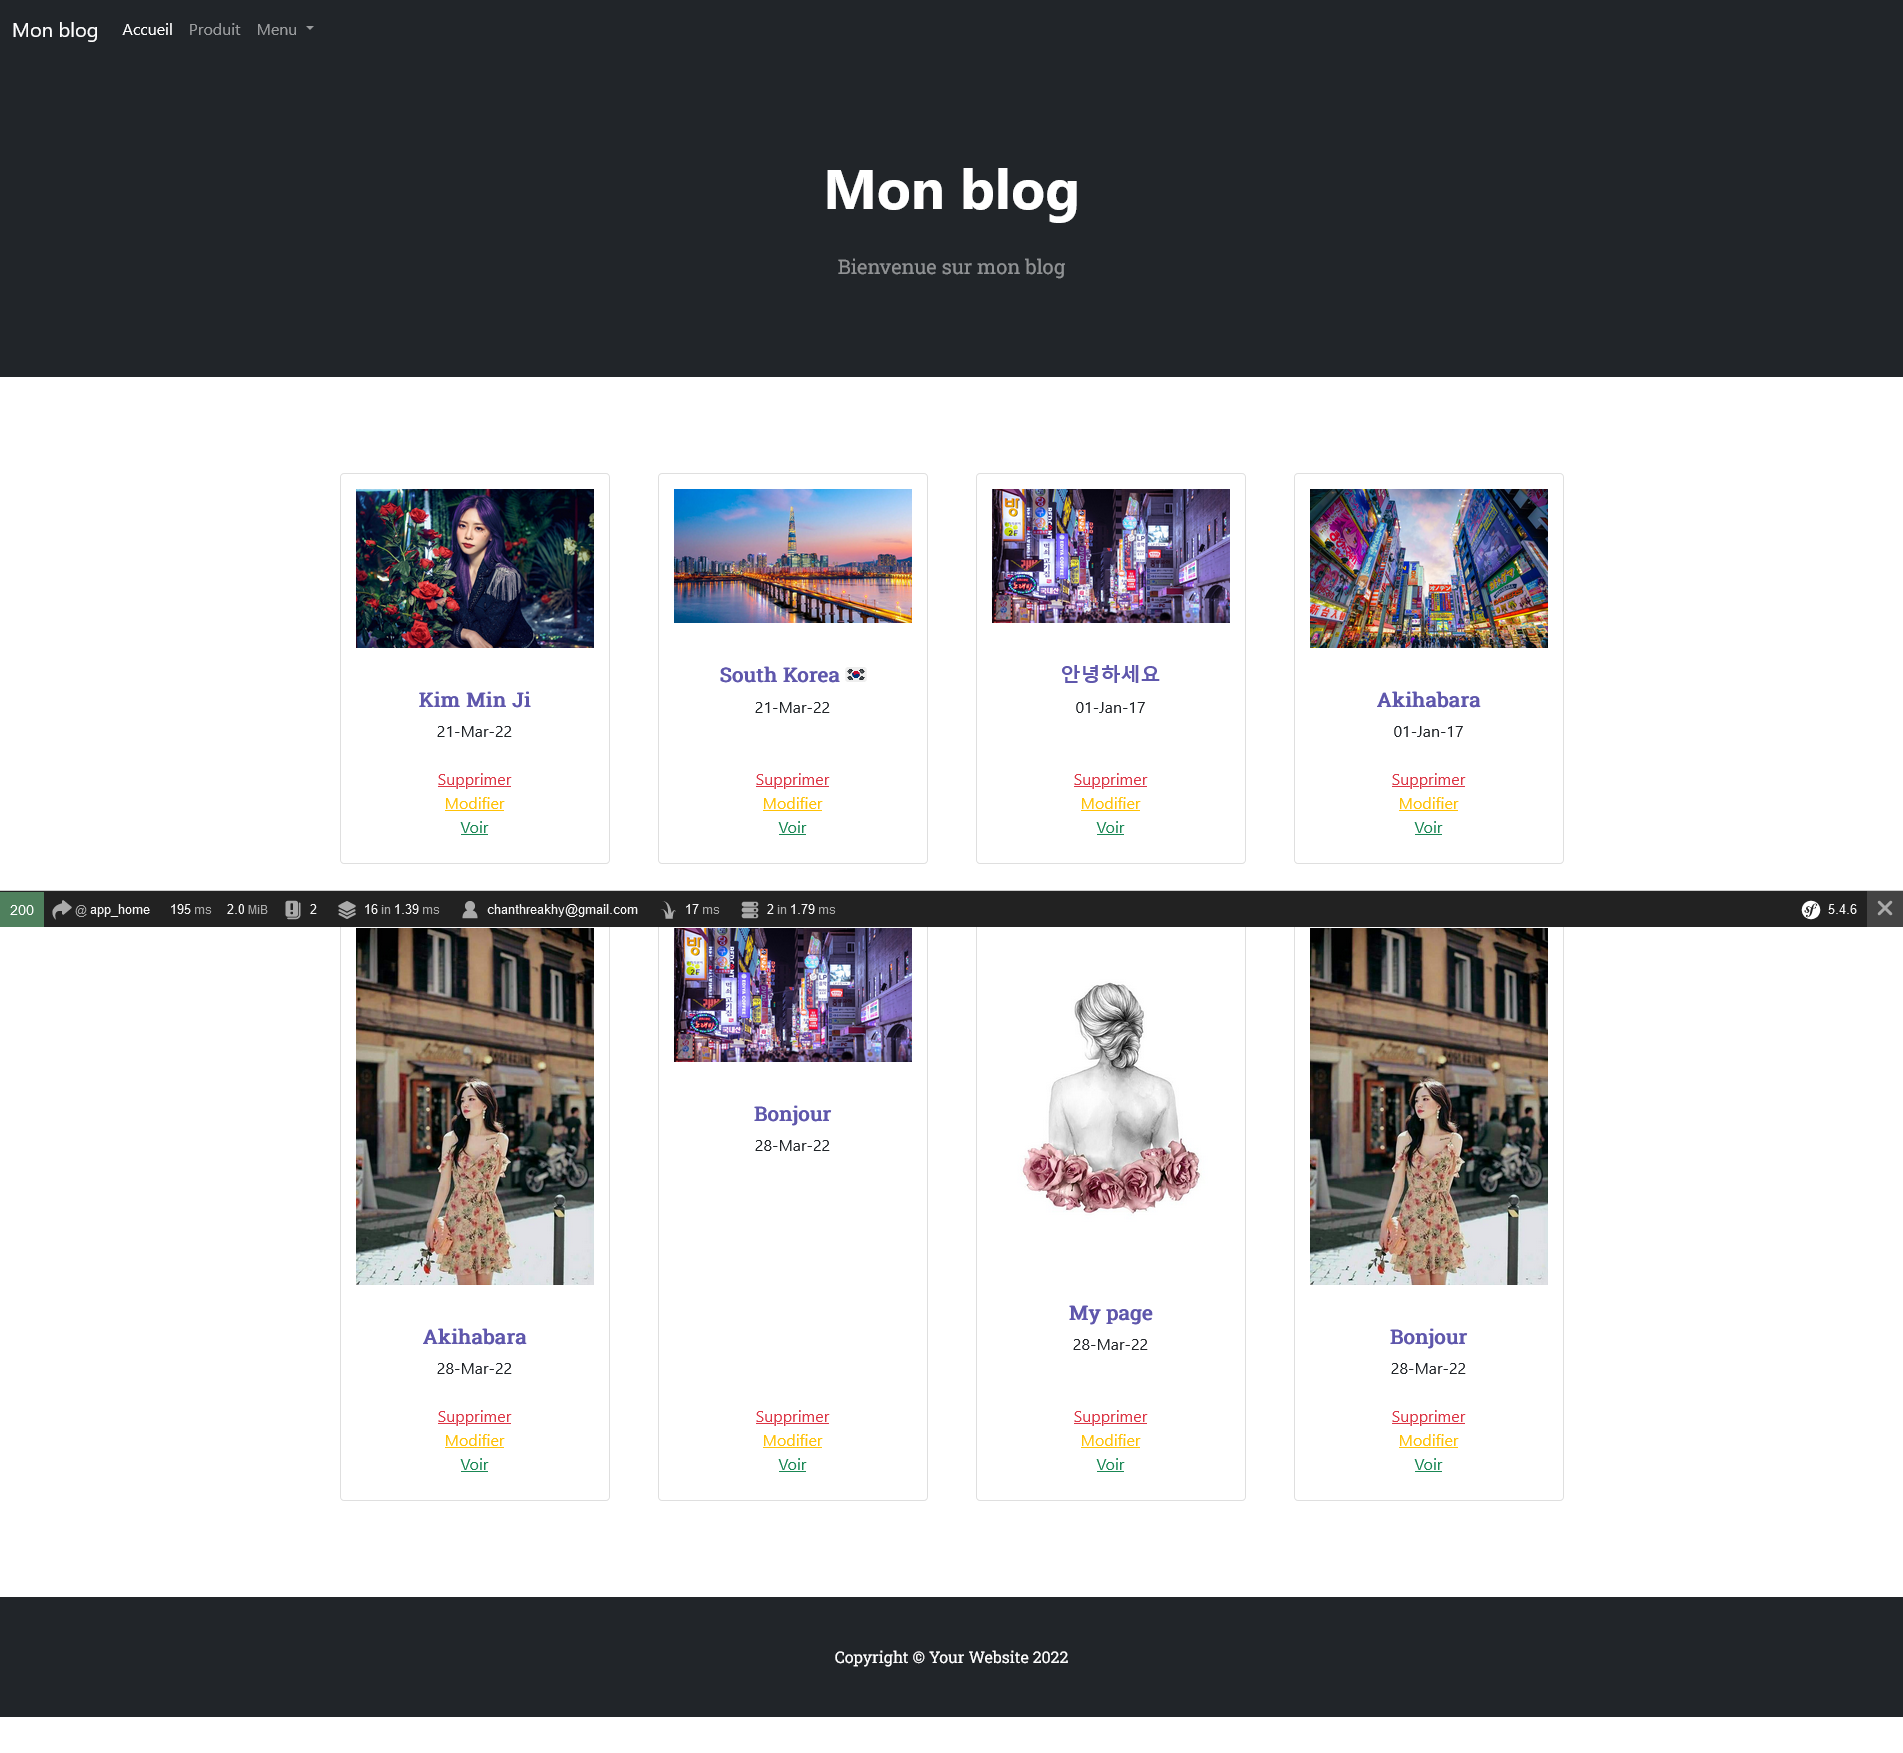 Mon blog Accueil Produit Menu
Mon blog
Bienvenue sur mon blog
Kim Min Ji
21-Mar-22
Supprimer
Modifier
Voir
South Korea 🇰🇷
21-Mar-22
Supprimer
Modifier
Voir
방
2F
안녕하세요
01-Jan-17
Supprimer
Modifier
Voir
Akihabara
01-Jan-17
Supprimer
Modifier
Voir
200 @ app_home 195 ms 2.0 MiB 2 16 in 1.39 ms chanthreakhy@gmail.com 17 ms 2 in 1.79 ms sf 5.4.6
Akihabara
28-Mar-22
Supprimer
Modifier
Voir
방
2F
Bonjour
28-Mar-22
Supprimer
Modifier
Voir
My page
28-Mar-22
Supprimer
Modifier
Voir
Bonjour
28-Mar-22
Supprimer
Modifier
Voir
Copyright © Your Website 2022